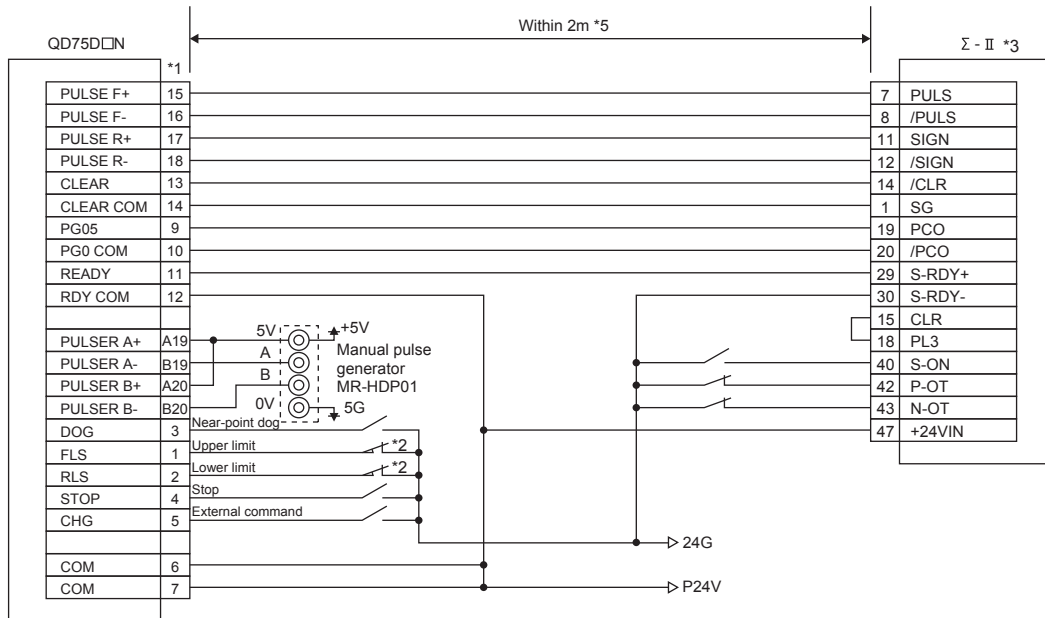 Within 2m *5
QD75D□N
Σ-Ⅱ *3
*1
PULSE F+ 15
7 PULS
PULSE F- 16
8 /PULS
PULSE R+ 17
11 SIGN
PULSE R- 18
12 /SIGN
CLEAR 13
14 /CLR
CLEAR COM 14
1 SG
PG05 9
19 PCO
PG0 COM 10
20 /PCO
READY 11
29 S-RDY+
RDY COM 12
30 S-RDY-
15 CLR
PULSER A+ A19
5V
+5V
18 PL3
PULSER A- B19
A
Manual pulse
generator
MR-HDP01
40 S-ON
PULSER B+ A20
B
42 P-OT
PULSER B- B20
0V
5G
43 N-OT
DOG 3 Near-point dog
47 +24VIN
FLS 1 Upper limit *2
RLS 2 Lower limit *2
STOP 4 Stop
CHG 5 External command
24G
COM 6
COM 7
P24V